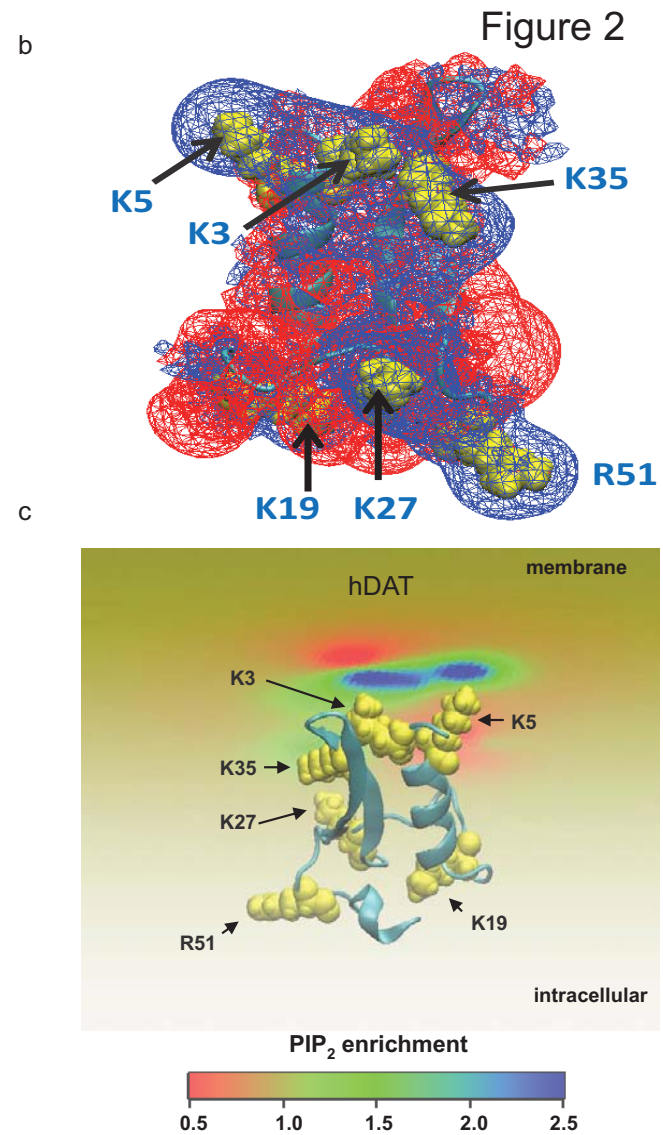 Figure 2
b
K5
K3
K35
K19
K27
R51
c
membrane
hDAT
K3
K5
K35
K27
K19
R51
intracellular
PIP₂ enrichment
0.5 1.0 1.5 2.0 2.5